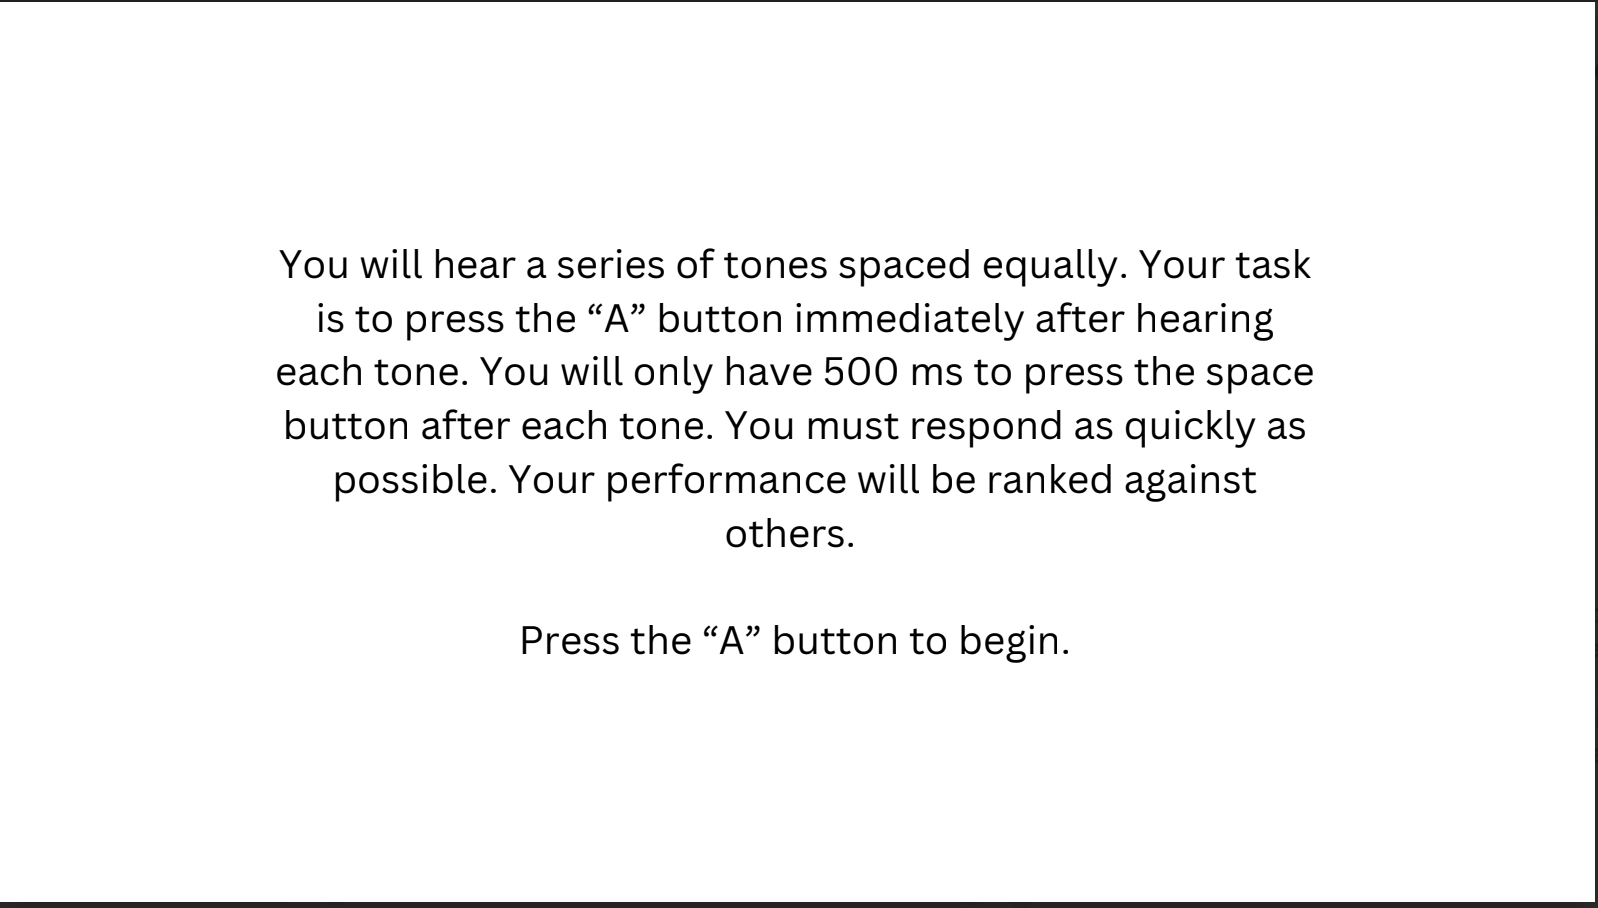 You will hear a series of tones spaced equally. Your task
is to press the “A” button immediately after hearing
each tone. You will only have 500 ms to press the space
button after each tone. You must respond as quickly as
possible. Your performance will be ranked against
others.
Press the “A” button to begin.